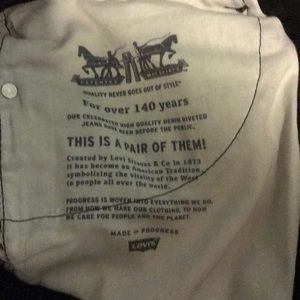 QUALITY NEVER GOES OUT OF STYLE®
For over 140 years
OUR CELEBRATED HIGH QUALITY DENIM RIVETED
JEANS HAVE BEEN BEFORE THE PUBLIC.
THIS IS A PAIR OF THEM!
Created by Levi Strauss & Co in 1873
it has become an American Tradition,
symbolizing the vitality of the West
to people all over the world.
PROGRESS IS WOVEN INTO EVERYTHING WE DO.
FROM HOW WE MAKE OUR CLOTHING, TO HOW
WE CARE FOR PEOPLE AND THE PLANET.
MADE OF PROGRESS
LEVI'S